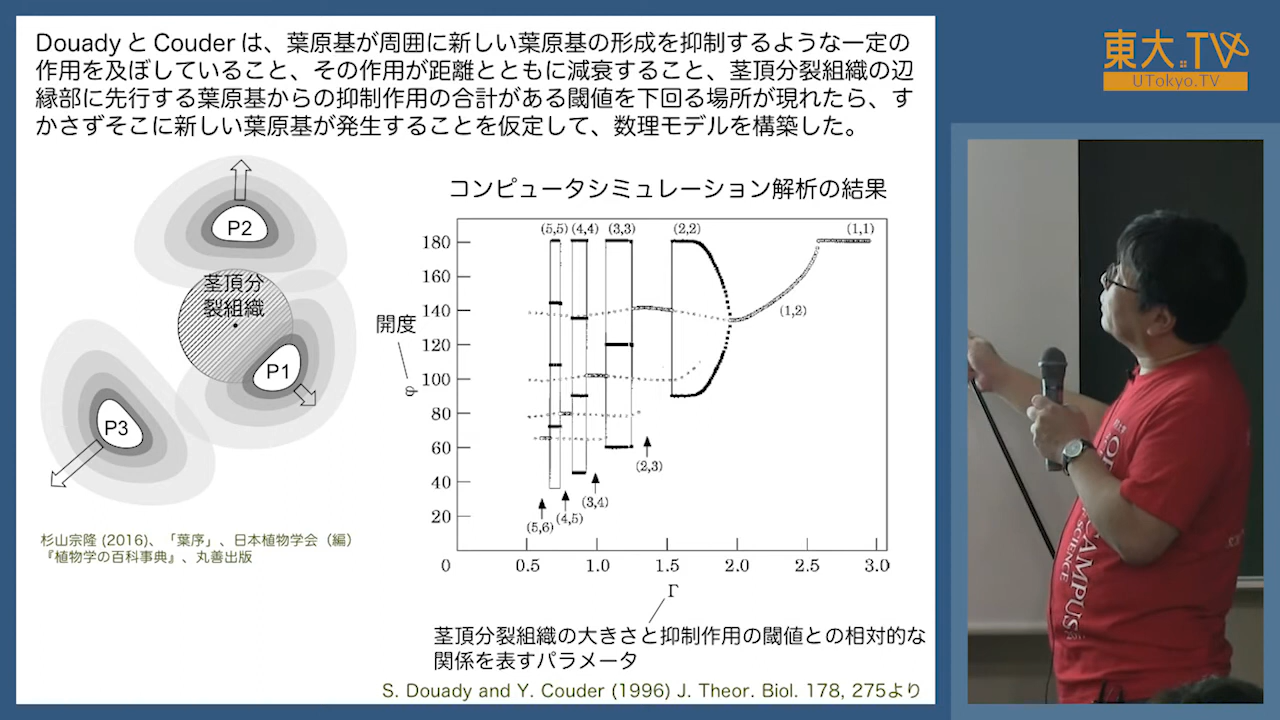 DouadyとCouderは、葉原基が周囲に新しい葉原基の形成を抑制するような一定の
作用を及ぼしていること、その作用が距離とともに減衰すること、茎頂分裂組織の辺
縁部に先行する葉原基からの抑制作用の合計がある閾値を下回る場所が現れたら、す
かさずそこに新しい葉原基が発生することを仮定して、数理モデルを構築した。
東大.TV
UTokyo.TV
P2
茎頂分
裂組織
P1
P3
杉山宗隆 (2016)、「葉序」、日本植物学会(編)
『植物学の百科事典』、丸善出版
コンピュータシミュレーション解析の結果
(5,5) (4,4) (3,3) (2,2) (1,1)
180
160
140
(1,2)
開度
120
100
φ
80
60
(2,3)
40
(3,4)
(4,5)
20
(5,6)
0 0.5 1.0 1.5 2.0 2.5 3.0
Γ
茎頂分裂組織の大きさと抑制作用の閾値との相対的な
関係を表すパラメータ
S. Douady and Y. Couder (1996) J. Theor. Biol. 178, 275より
CAMPUS
SCIENCE